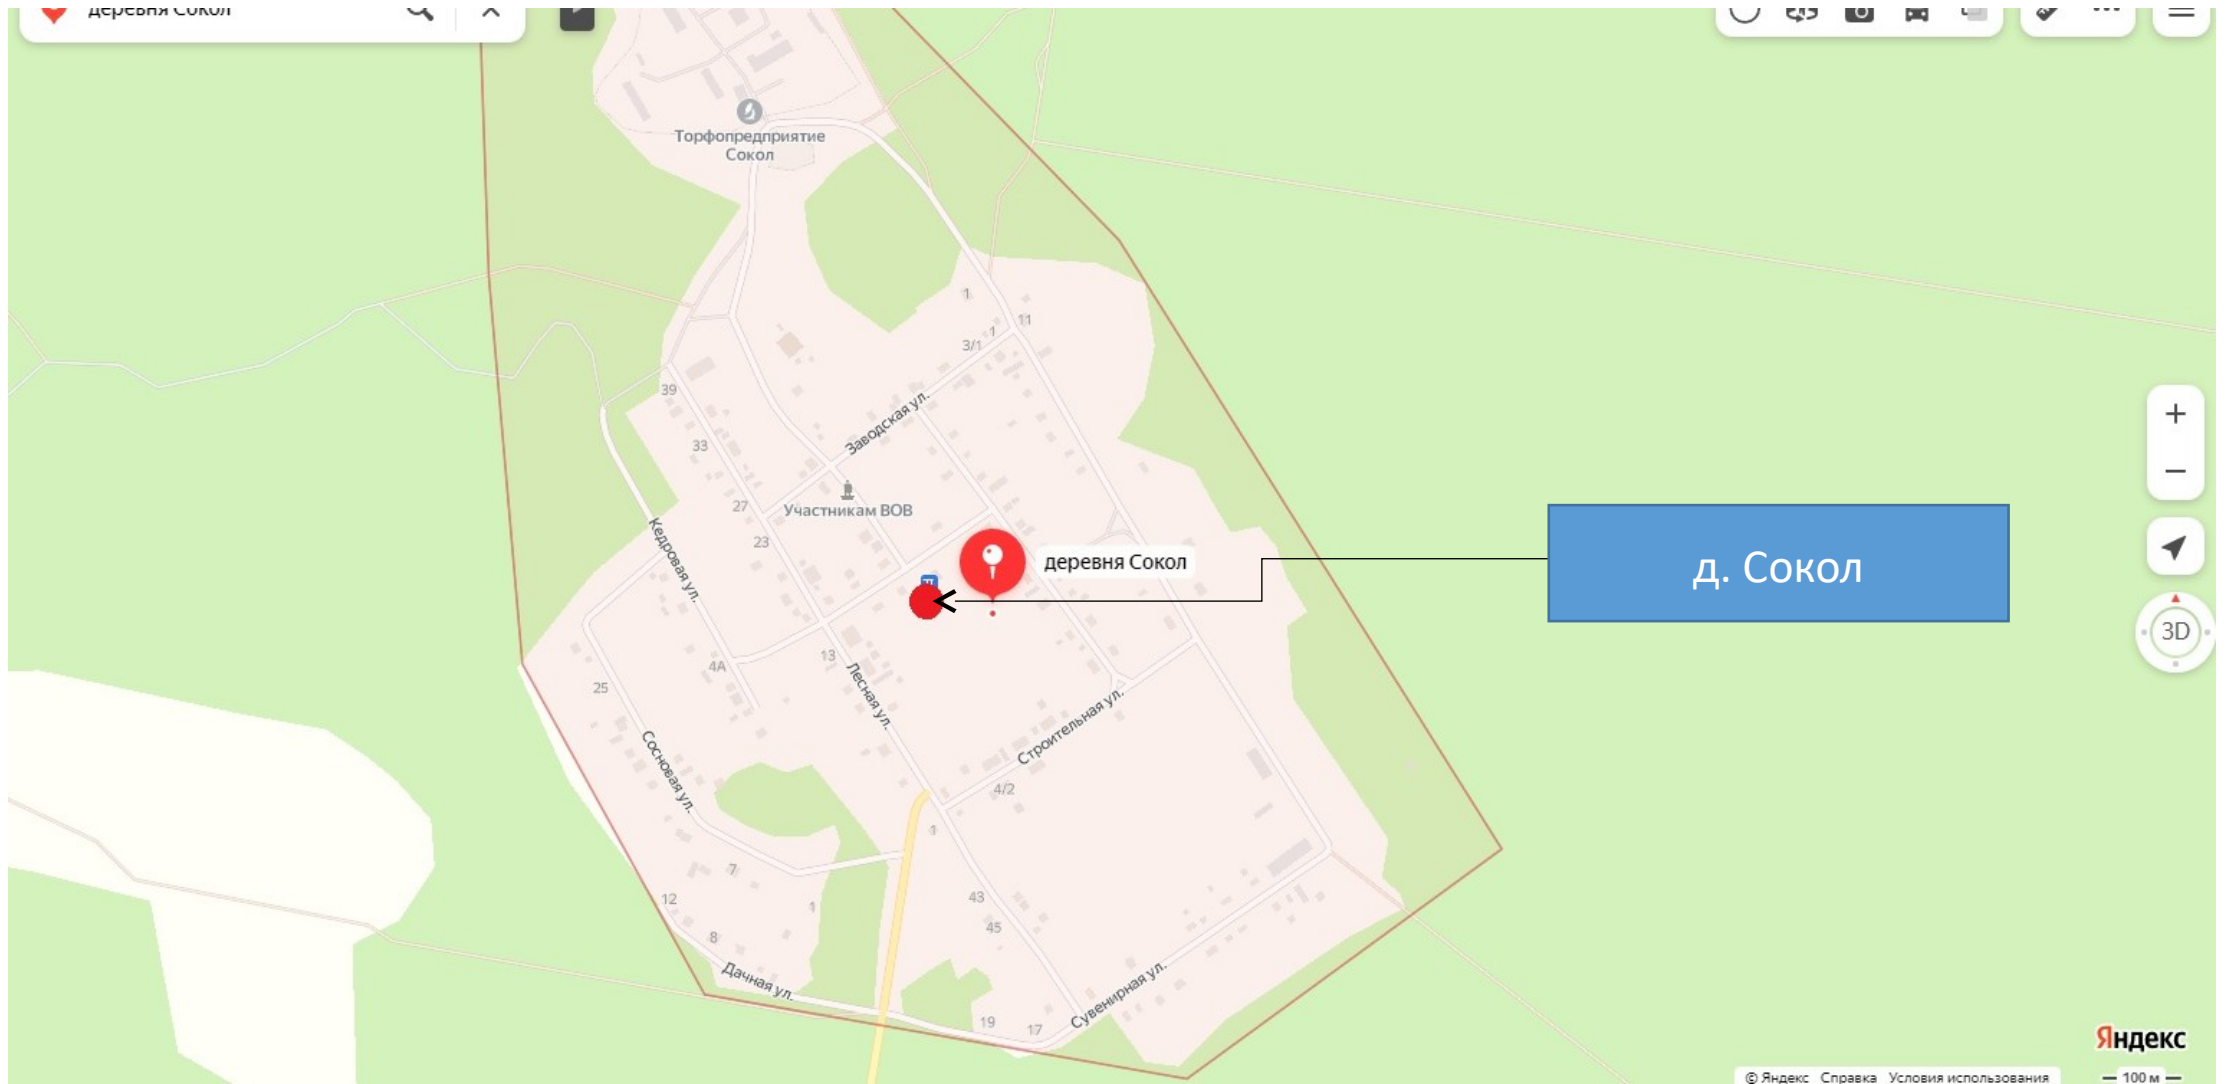 деревня Сокол
Торфопредприятие
Сокол
1
11
1
3/1
39
Заводская ул.
33
27
Участникам ВОВ
23
Кедровая ул.
деревня Сокол
д. Сокол
3D
4А
13
25
Лесная ул.
Строительная ул.
Сосновая ул.
4/2
1
7
12
1
43
45
8
Дачная ул.
Сувенирная ул.
19
17
Яндекс
© Яндекс Справка Условия использования
100 м